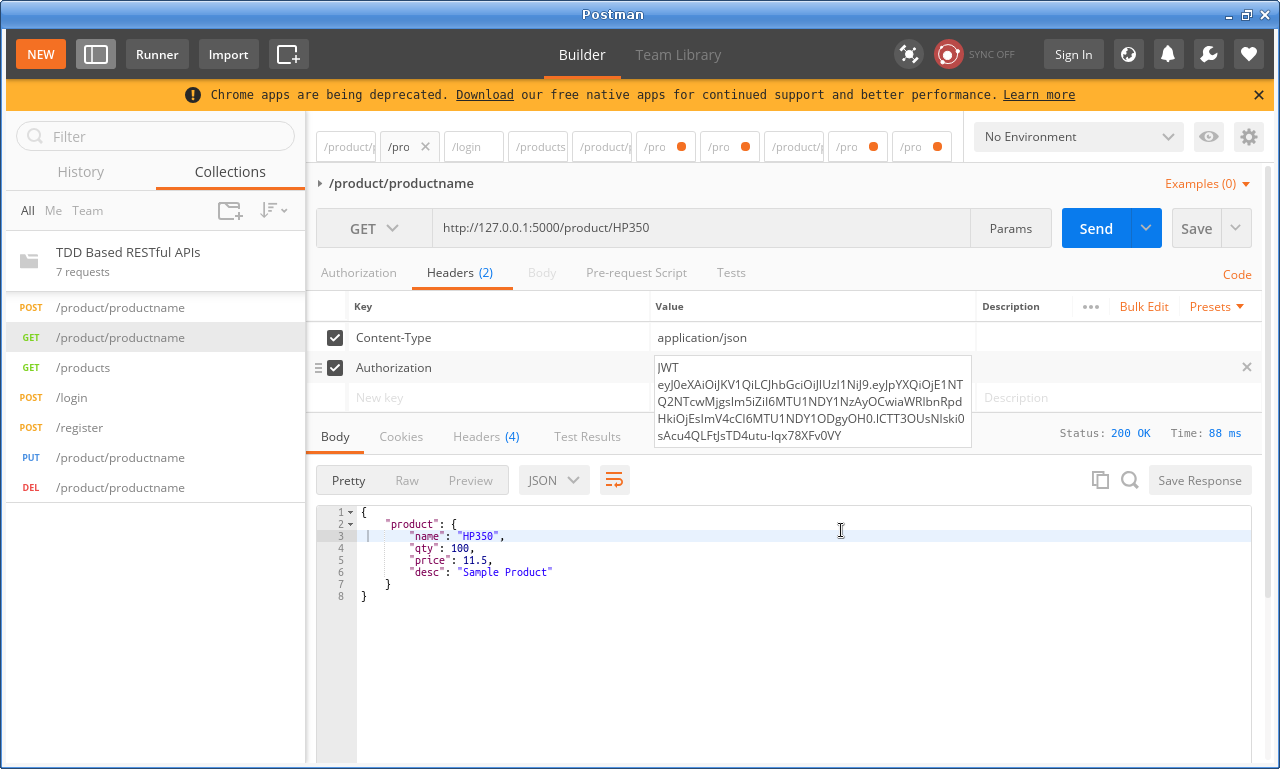 Postman
NEW
Runner
Import
Builder
Team Library
SYNC OFF
Sign In
Chrome apps are being deprecated. Download our free native apps for continued support and better performance. Learn more
Filter
History
Collections
All Me Team
TDD Based RESTful APIs
7 requests
POST /product/productname
GET /product/productname
GET /products
POST /login
POST /register
PUT /product/productname
DEL /product/productname
/product/p
/pro
/login
/products
/product/p
/pro
/pro
/product/p
/pro
/pro
No Environment
/product/productname
Examples (0)
GET
http://127.0.0.1:5000/product/HP350
Params
Send
Save
Authorization
Headers (2)
Body
Pre-request Script
Tests
Code
Key
Value
Description
Bulk Edit
Presets
Content-Type
application/json
Authorization
JWT
eyJ0eXAiOiJKV1QiLCJhbGciOiJIUzI1NiJ9.eyJpYXQiOjE1NT
Q2NTcwMjgsIm5iZiI6MTU1NDY1NzAyOCwiaWRlbnRpd
HkiOjEsImV4cCI6MTU1NDY1ODgyOH0.ICTT3OUsNIski0
sAcu4QLFtJsTD4utu-Iqx78XFv0VY
New key
Description
Body
Cookies
Headers (4)
Test Results
Status: 200 OK
Time: 88 ms
Pretty
Raw
Preview
JSON
Save Response
1 {
2 "product": {
3 "name": "HP350",
4 "qty": 100,
5 "price": 11.5,
6 "desc": "Sample Product"
7 }
8 }